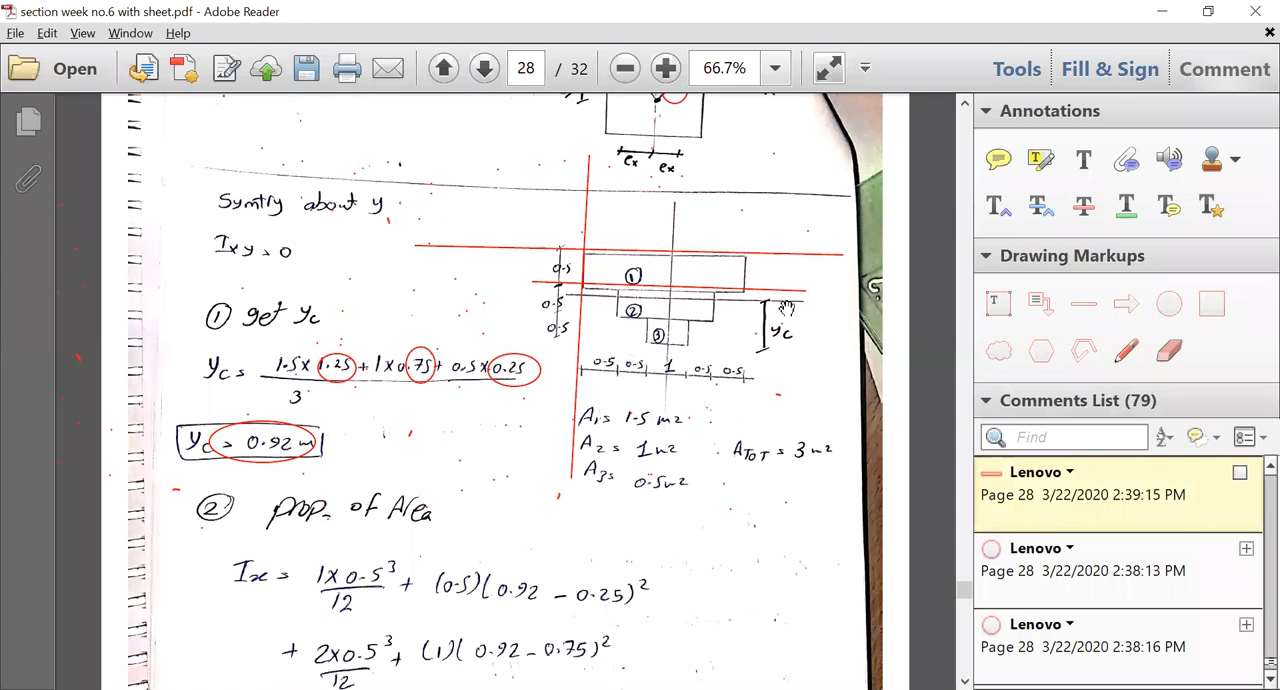 section week no.6 with sheet.pdf - Adobe Reader
File Edit View Window Help
Open
28 / 32
66.7%
Tools Fill & Sign Comment
Annotations
Drawing Markups
Comments List (79)
Find
Lenovo
Page 28 3/22/2020 2:39:15 PM
Lenovo
Page 28 3/22/2020 2:38:13 PM
Lenovo
Page 28 3/22/2020 2:38:16 PM
ex ex
Symtry about y
Ixy = 0
① get yc
yc = 1.5 x 1.25 + 1 x 0.75 + 0.5 x 0.25
3
yc = 0.92 m
0.5
0.5
0.5
①
②
③
yc
0.5 0.5 1 0.5 0.5
A1 = 1.5 m2
A2 = 1 m2
A3 = 0.5 m2
ATOT = 3 m2
② prop. of Area
Ix = 1 x 0.5³ + (0.5)(0.92 - 0.25)²
12
+ 2 x 0.5³ + (1)(0.92 - 0.75)²
12